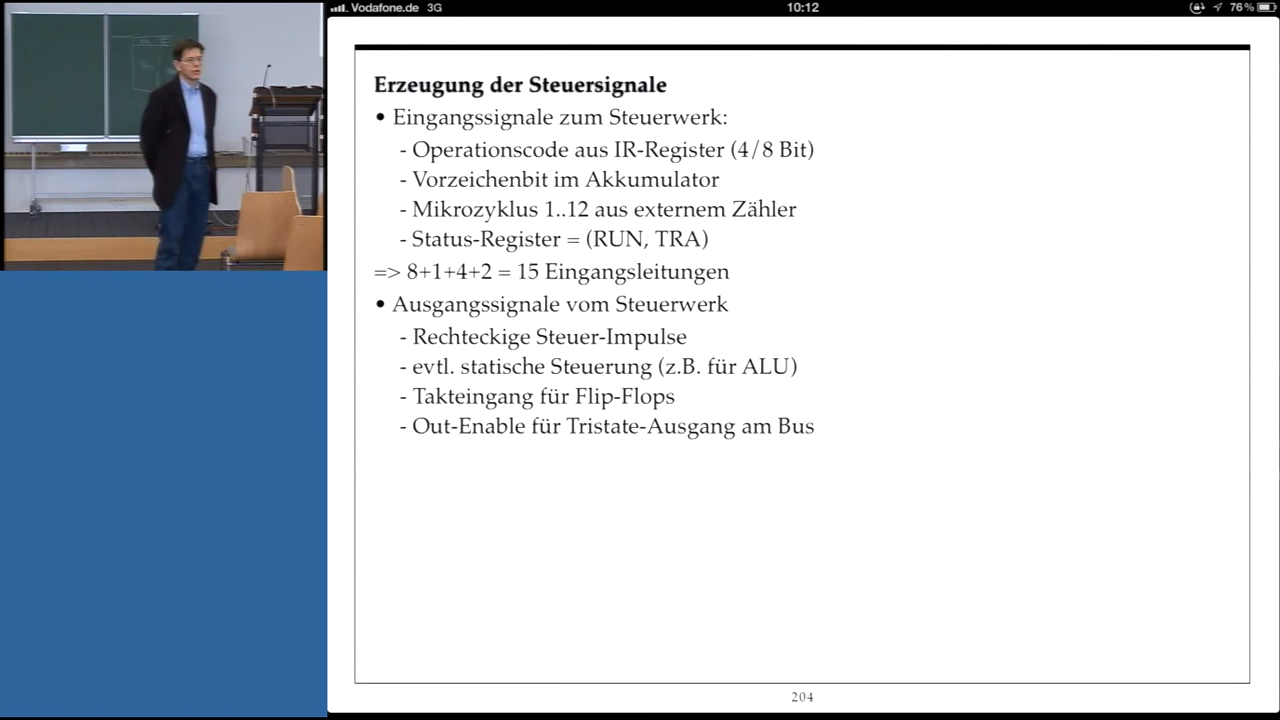 Vodafone.de 3G 10:12 76%
Erzeugung der Steuersignale
• Eingangssignale zum Steuerwerk:
- Operationscode aus IR-Register (4/8 Bit)
- Vorzeichenbit im Akkumulator
- Mikrozyklus 1..12 aus externem Zähler
- Status-Register = (RUN, TRA)
=> 8+1+4+2 = 15 Eingangsleitungen
• Ausgangssignale vom Steuerwerk
- Rechteckige Steuer-Impulse
- evtl. statische Steuerung (z.B. für ALU)
- Takteingang für Flip-Flops
- Out-Enable für Tristate-Ausgang am Bus
204